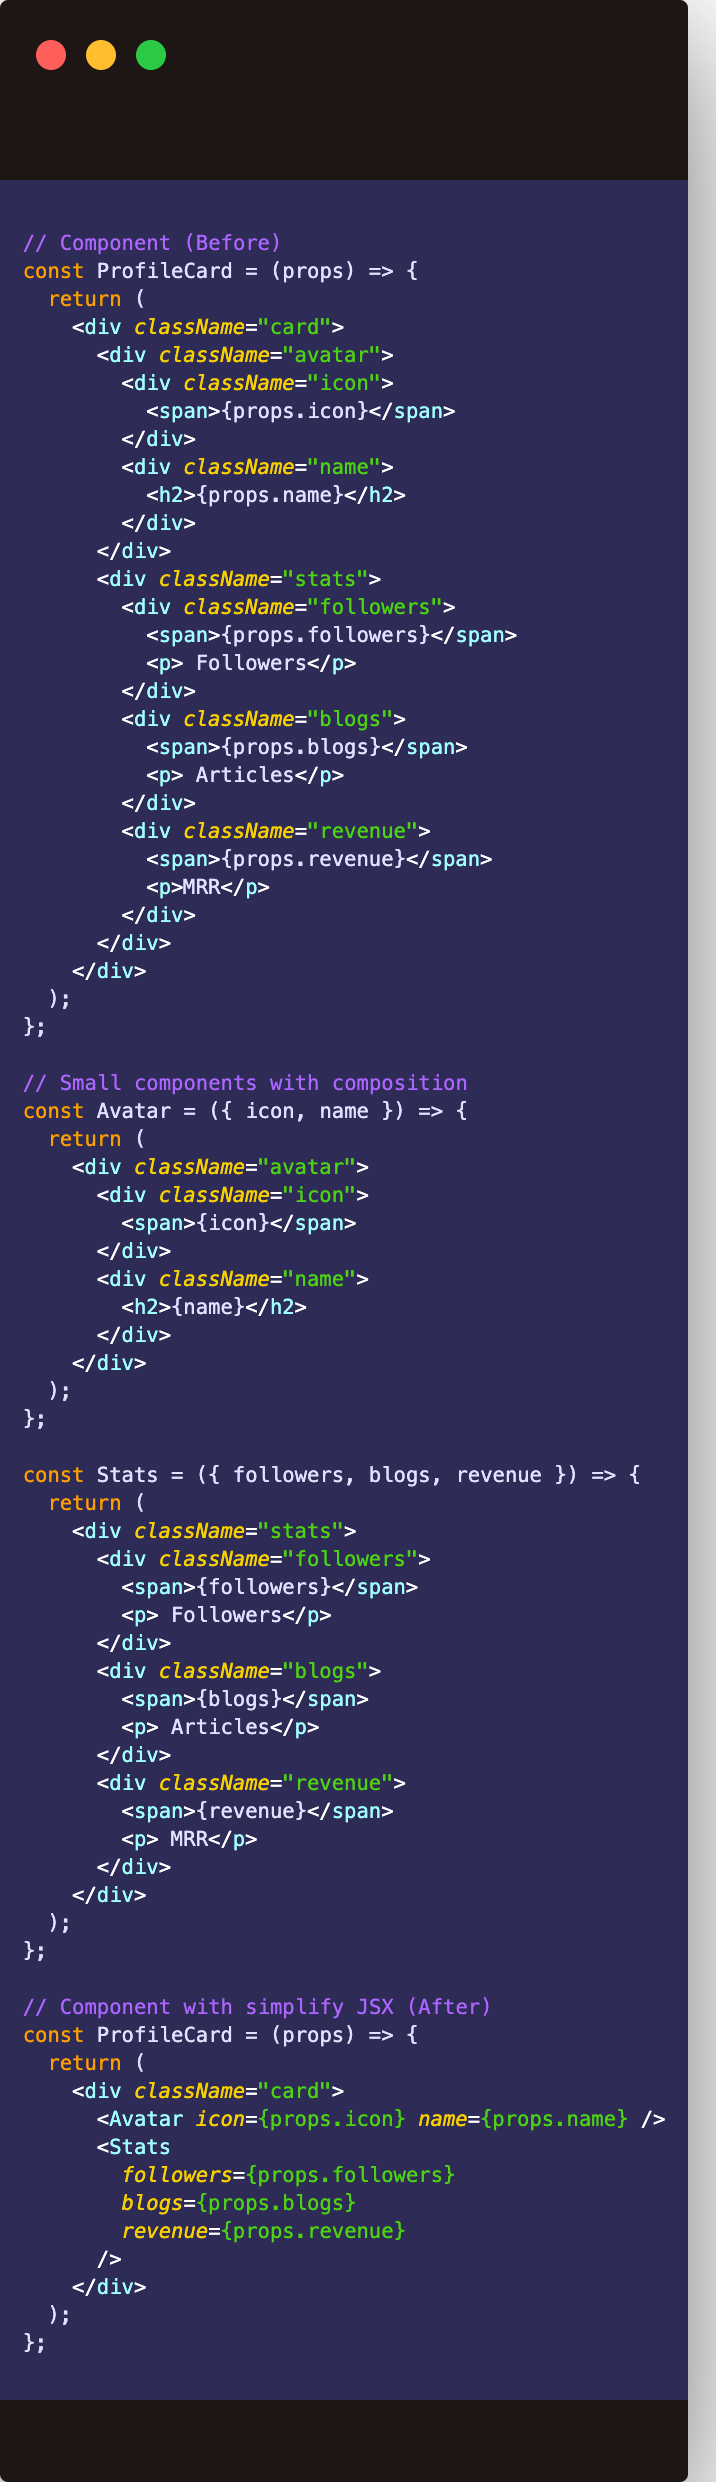 // Component (Before)
const ProfileCard = (props) => {
  return (
    <div className="card">
      <div className="avatar">
        <div className="icon">
          <span>{props.icon}</span>
        </div>
        <div className="name">
          <h2>{props.name}</h2>
        </div>
      </div>
      <div className="stats">
        <div className="followers">
          <span>{props.followers}</span>
          <p> Followers</p>
        </div>
        <div className="blogs">
          <span>{props.blogs}</span>
          <p> Articles</p>
        </div>
        <div className="revenue">
          <span>{props.revenue}</span>
          <p>MRR</p>
        </div>
      </div>
    </div>
  );
};

// Small components with composition
const Avatar = ({ icon, name }) => {
  return (
    <div className="avatar">
      <div className="icon">
        <span>{icon}</span>
      </div>
      <div className="name">
        <h2>{name}</h2>
      </div>
    </div>
  );
};

const Stats = ({ followers, blogs, revenue }) => {
  return (
    <div className="stats">
      <div className="followers">
        <span>{followers}</span>
        <p> Followers</p>
      </div>
      <div className="blogs">
        <span>{blogs}</span>
        <p> Articles</p>
      </div>
      <div className="revenue">
        <span>{revenue}</span>
        <p> MRR</p>
      </div>
    </div>
  );
};

// Component with simplify JSX (After)
const ProfileCard = (props) => {
  return (
    <div className="card">
      <Avatar icon={props.icon} name={props.name} />
      <Stats
        followers={props.followers}
        blogs={props.blogs}
        revenue={props.revenue}
      />
    </div>
  );
};